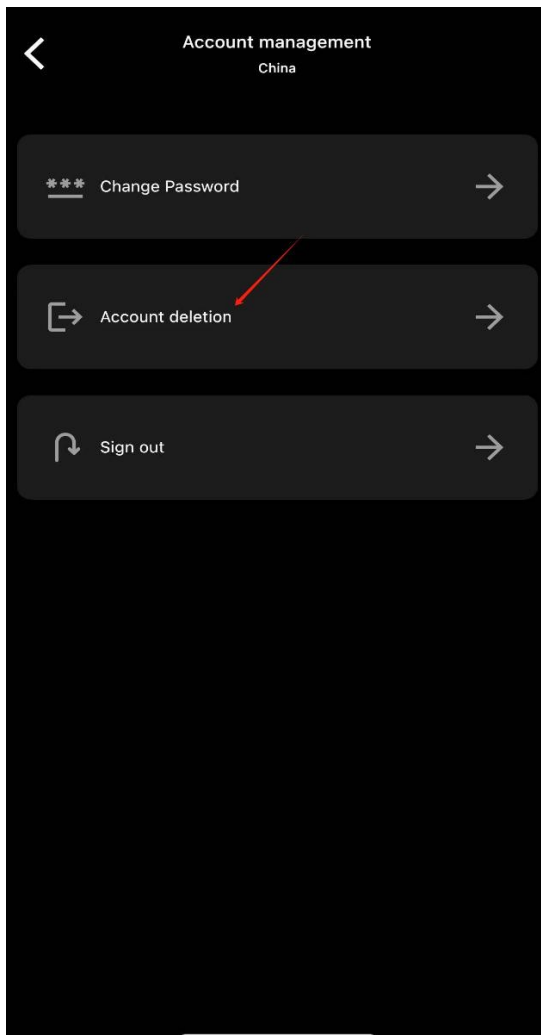 Account management
China
Change Password
Account deletion
Sign out